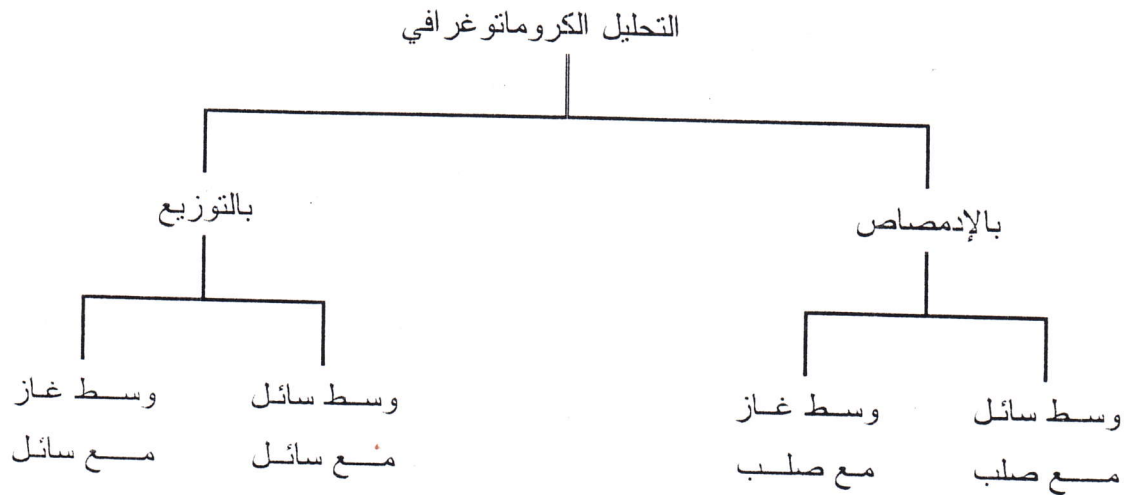 التحليل الكروماتوغرافي
بالإدمصاص
بالتوزيع
وسط سائل
مع صلب
وسط غاز
مع صلب
وسط سائل
مع سائل
وسط غاز
مع سائل